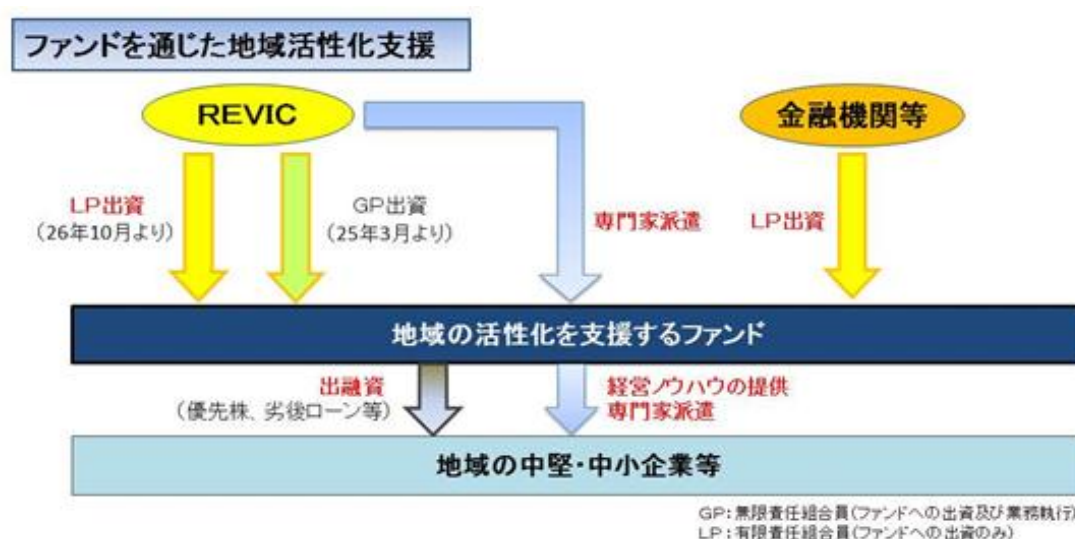 ファンドを通じた地域活性化支援
REVIC
金融機関等
LP出資
(26年10月より)
GP出資
(25年3月より)
専門家派遣
LP出資
地域の活性化を支援するファンド
出融資
(優先株、劣後ローン等)
経営ノウハウの提供
専門家派遣
地域の中堅・中小企業等
GP:無限責任組合員(ファンドへの出資及び業務執行)
LP:有限責任組合員(ファンドへの出資のみ)